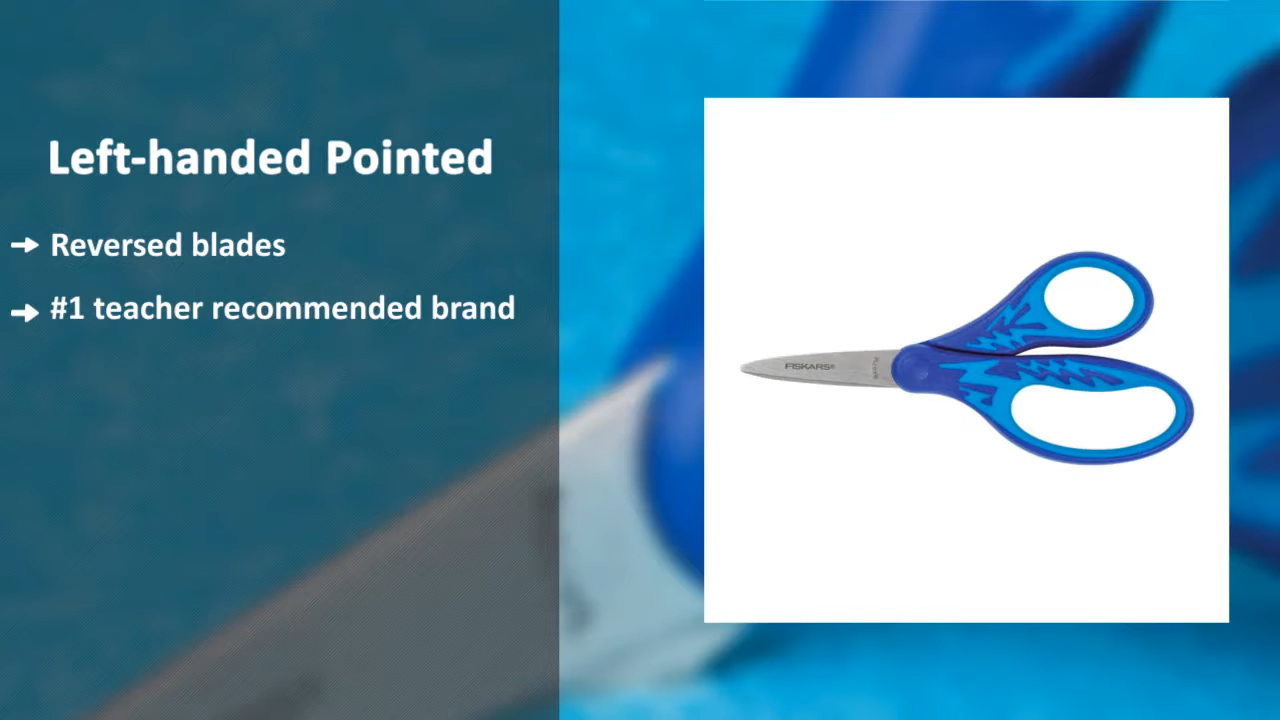 Left-handed Pointed
Reversed blades
#1 teacher recommended brand
FISKARS®